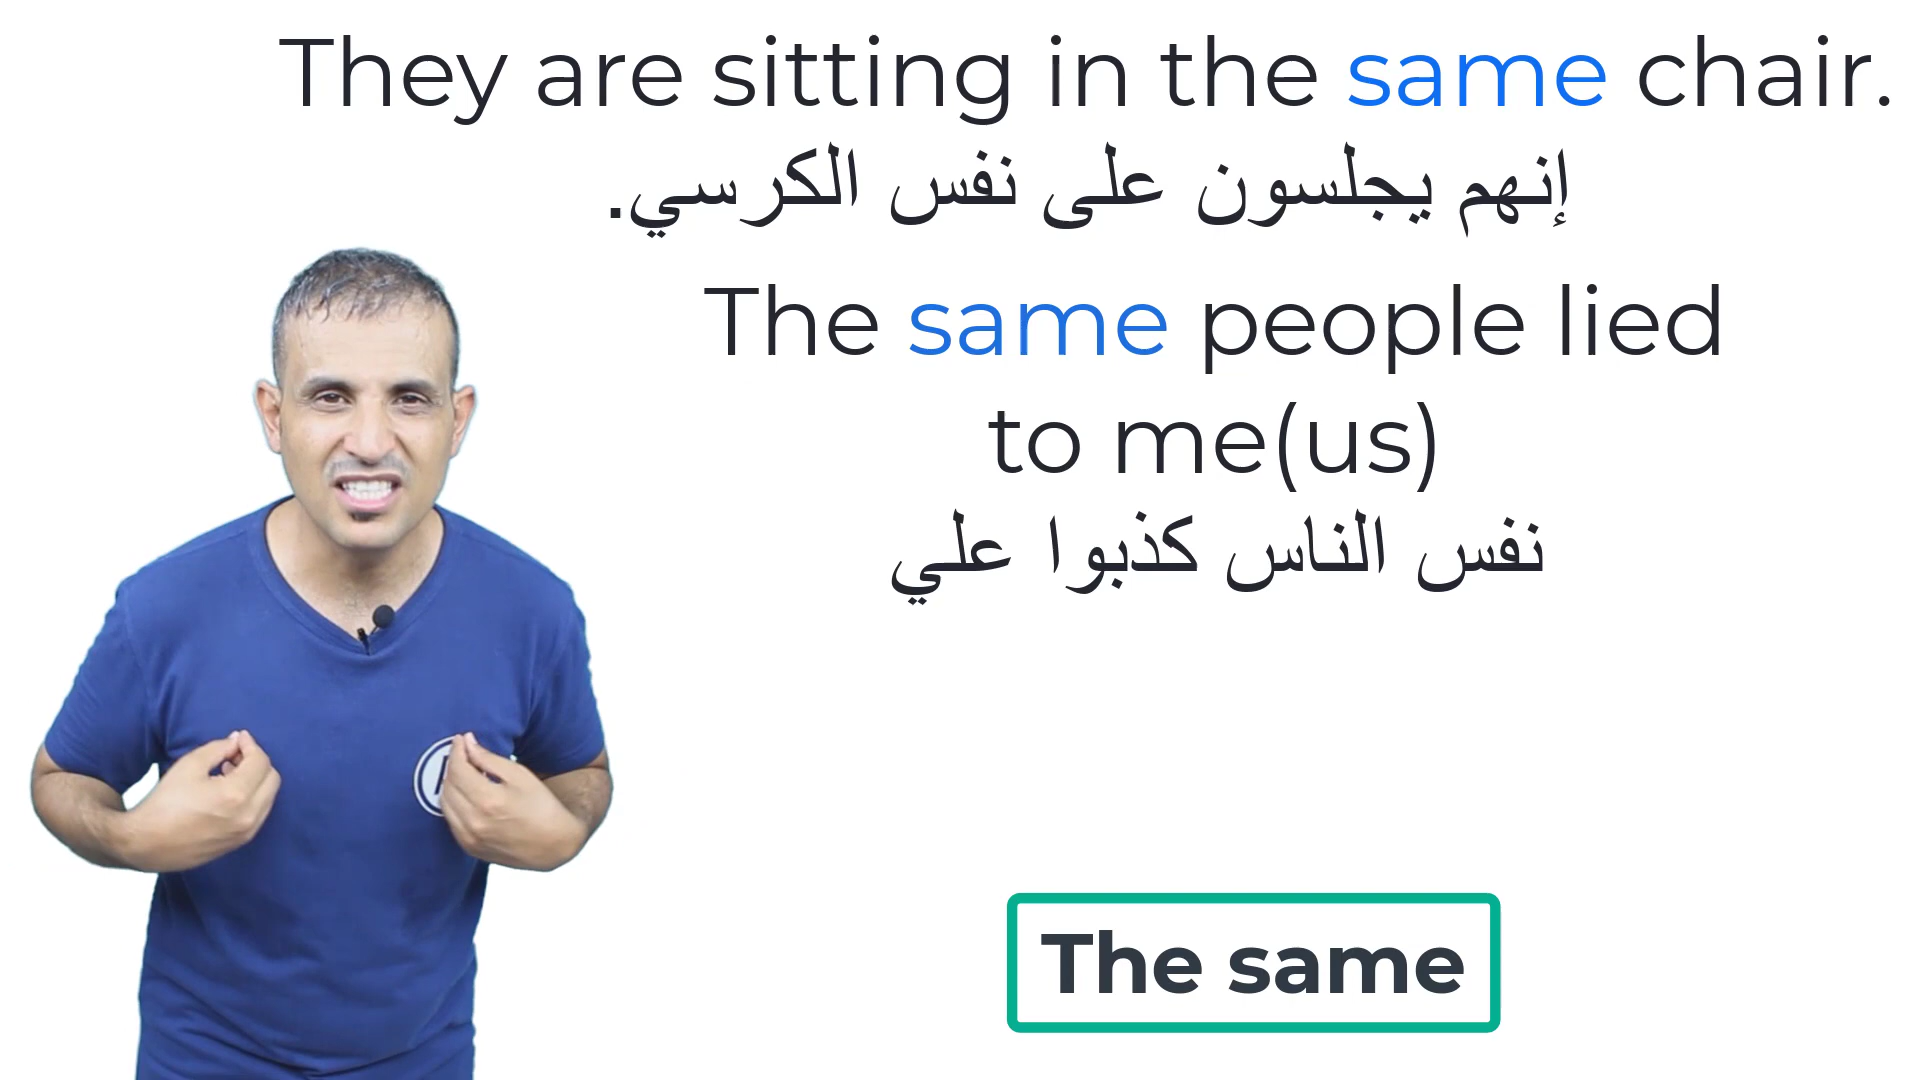 They are sitting in the same chair.
إنهم يجلسون على نفس الكرسي.
The same people lied
to me(us)
نفس الناس كذبوا علي
The same